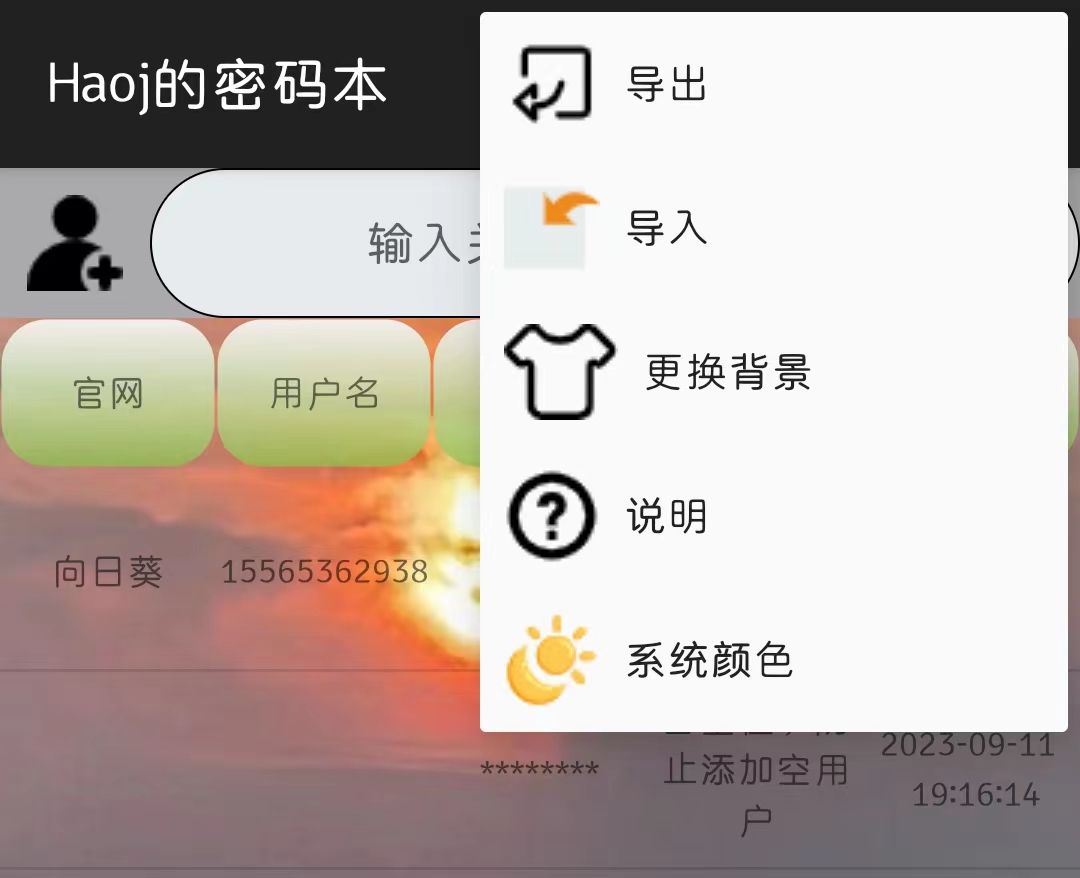 Haoj的密码本
导出
导入
更换背景
说明
系统颜色
输入
官网
用户名
向日葵
15565362938
********
止添加空用
户
2023-09-11
19:16:14